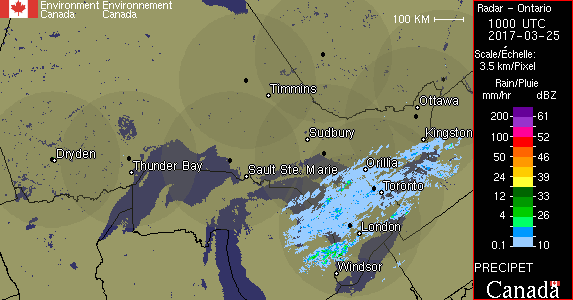 Environment Environnement
Canada Canada
100 KM
Timmins
Ottawa
Sudbury
Kingston
Dryden
Thunder Bay
Sault Ste. Marie
Orillia
Toronto
London
Windsor
Radar - Ontario
1000 UTC
2017-03-25
Scale/Échelle:
3.5 km/Pixel
Rain/Pluie
mm/hr dBZ
200 61
100 52
50 46
24 39
12 33
4 26
0.1 10
PRECIPET
Canada